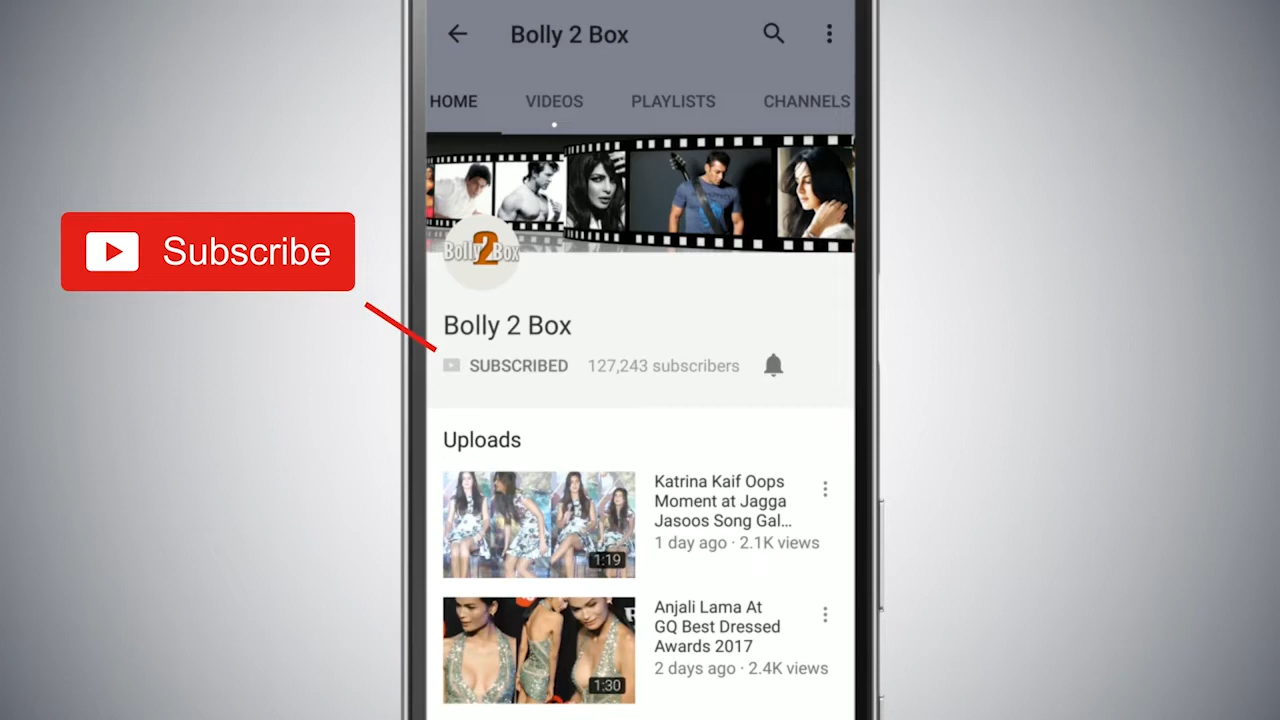 Bolly 2 Box
HOME VIDEOS PLAYLISTS CHANNELS
Subscribe
Bolly 2 Box
Bolly 2 Box
SUBSCRIBED 127,243 subscribers
Uploads
Katrina Kaif Oops
Moment at Jagga
Jasoos Song Gal...
1 day ago · 2.1K views
1:19
Anjali Lama At
GQ Best Dressed
Awards 2017
2 days ago · 2.4K views
1:30